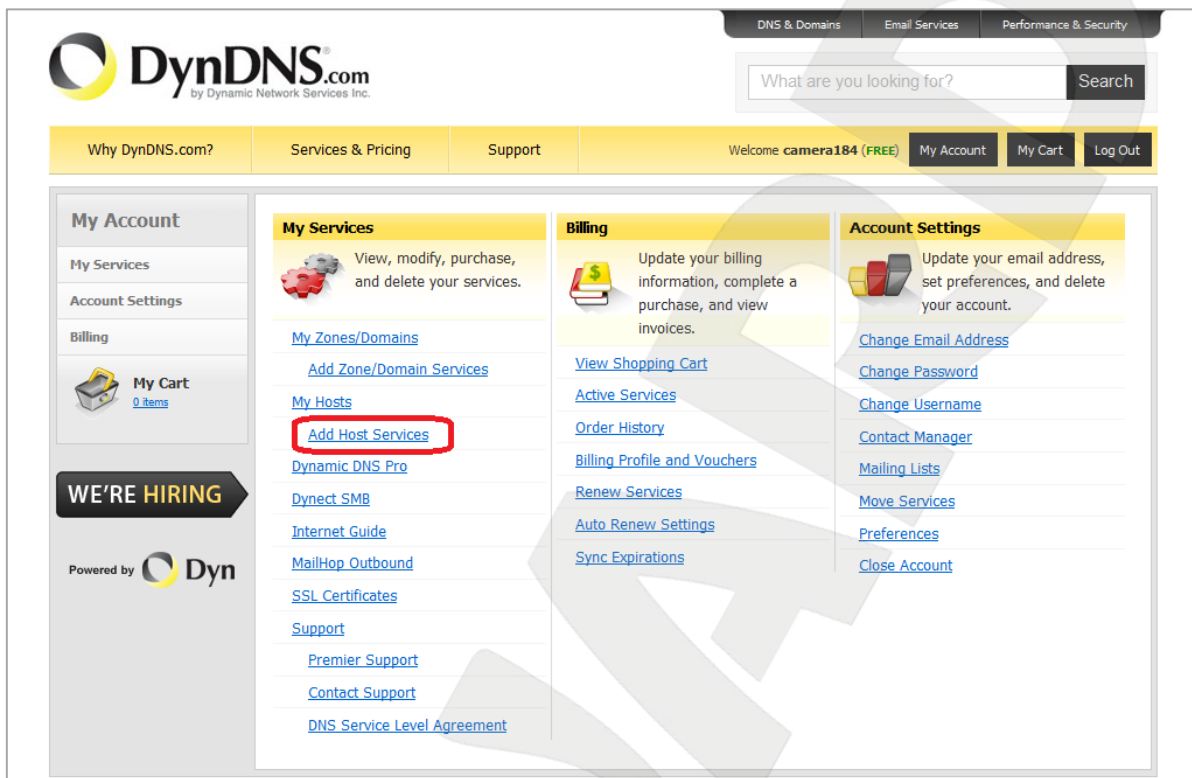 DNS & Domains
Email Services
Performance & Security
DynDNS.com
by Dynamic Network Services Inc.
What are you looking for?
Search
Why DynDNS.com?
Services & Pricing
Support
Welcome camera184 (FREE)
My Account
My Cart
Log Out
My Account
My Services
Account Settings
Billing
My Cart
0 items
WE'RE HIRING
Powered by Dyn
My Services
View, modify, purchase,
and delete your services.
My Zones/Domains
Add Zone/Domain Services
My Hosts
Add Host Services
Dynamic DNS Pro
Dynect SMB
Internet Guide
MailHop Outbound
SSL Certificates
Support
Premier Support
Contact Support
DNS Service Level Agreement
Billing
Update your billing
information, complete a
purchase, and view
invoices.
View Shopping Cart
Active Services
Order History
Billing Profile and Vouchers
Renew Services
Auto Renew Settings
Sync Expirations
Account Settings
Update your email address,
set preferences, and delete
your account.
Change Email Address
Change Password
Change Username
Contact Manager
Mailing Lists
Move Services
Preferences
Close Account